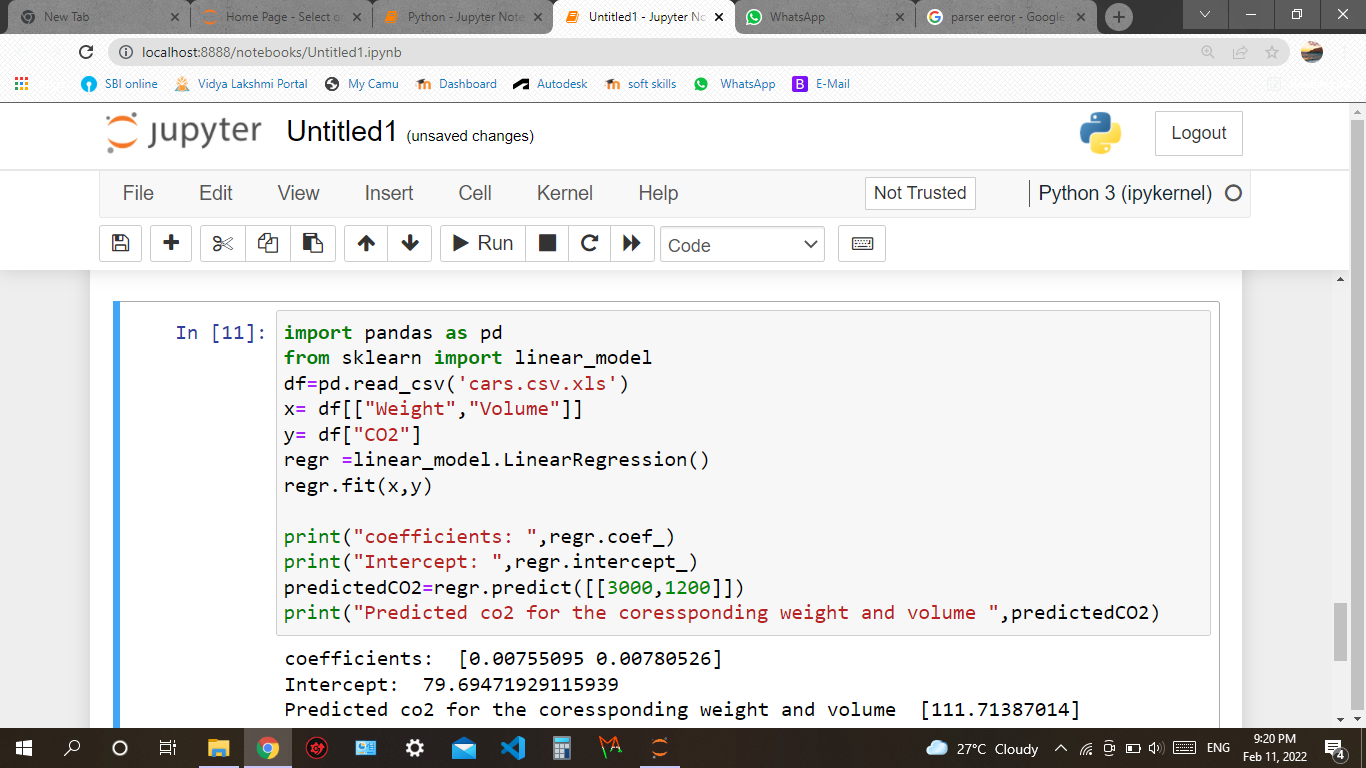 New Tab
Home Page - Select o
Python - Jupyter Note
Untitled1 - Jupyter No
WhatsApp
parser eeror - Google
localhost:8888/notebooks/Untitled1.ipynb
SBI online
Vidya Lakshmi Portal
My Camu
Dashboard
Autodesk
soft skills
WhatsApp
B E-Mail
jupyter Untitled1 (unsaved changes)
Logout
File Edit View Insert Cell Kernel Help
Not Trusted
Python 3 (ipykernel)
Run
Code
In [11]:
import pandas as pd
from sklearn import linear_model
df=pd.read_csv('cars.csv.xls')
x= df[["Weight","Volume"]]
y= df["CO2"]
regr =linear_model.LinearRegression()
regr.fit(x,y)
print("coefficients: ",regr.coef_)
print("Intercept: ",regr.intercept_)
predictedCO2=regr.predict([[3000,1200]])
print("Predicted co2 for the coressponding weight and volume ",predictedCO2)
coefficients:  [0.00755095 0.00780526]
Intercept:  79.69471929115939
Predicted co2 for the coressponding weight and volume  [111.71387014]
27°C Cloudy
ENG
9:20 PM
Feb 11, 2022
4